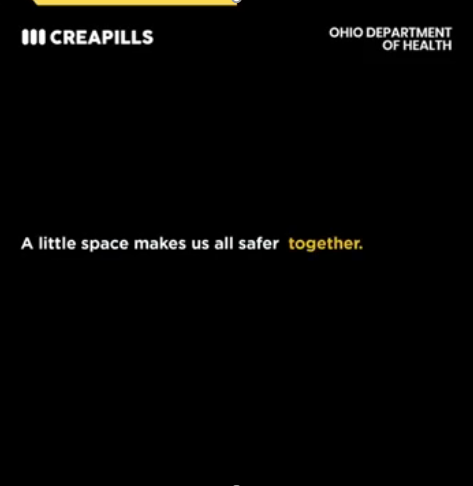 CREAPILLS
OHIO DEPARTMENT
OF HEALTH
A little space makes us all safer together.